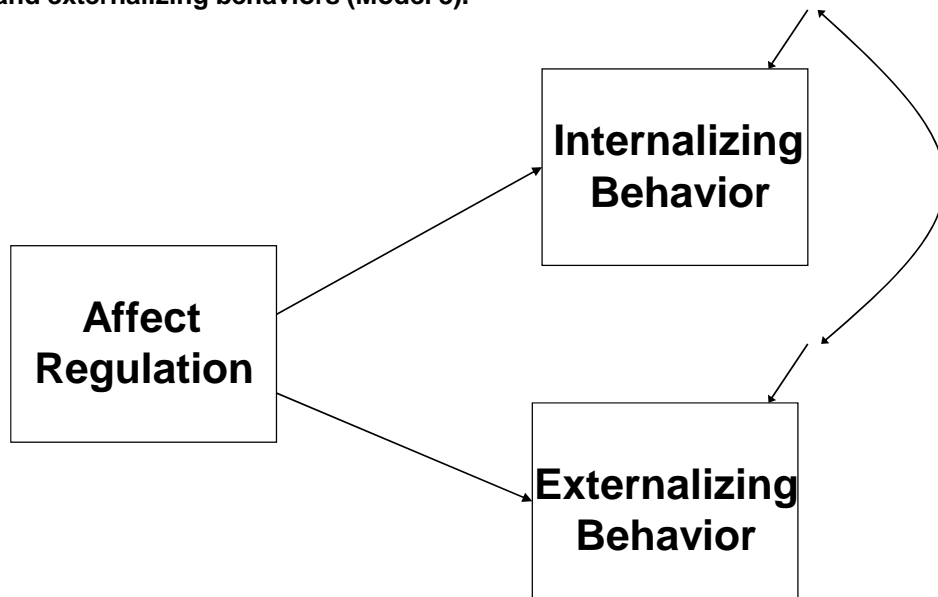 and externalizing behaviors (Model 3).
Internalizing
Behavior
Affect
Regulation
Externalizing
Behavior